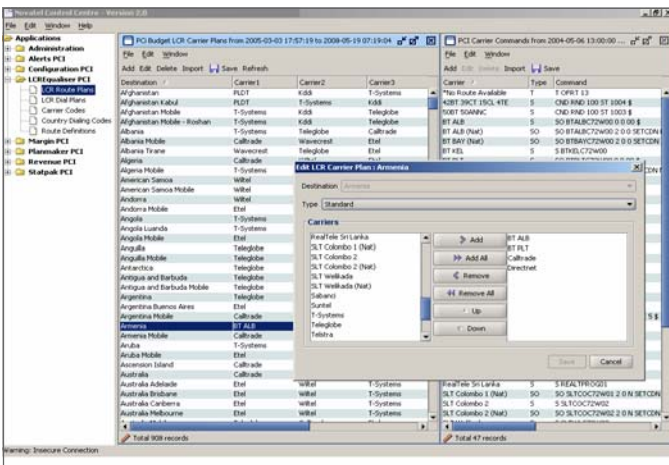 Novatel Control Centre - Version 2.0
File Edit Window Help
Applications
Administration
Alerts PCI
Configuration PCI
LCREqualiser PCI
LCR Route Plans
LCR Dial Plans
Carrier Codes
Country Dialing Codes
Route Definitions
Margin PCI
Planmaker PCI
Revenue PCI
Statpak PCI
PCI Budget LCR Carrier Plans from 2005-03-03 17:57:19 to 2008-05-19 07:19:04
File Edit Window
Add Edit Delete Import Save Refresh
Destination Carrier1 Carrier2 Carrier3
Afghanistan PLDT Kddi Kddi
Afghanistan Kabul PLDT T-Systems Kddi
Afghanistan Mobile T-Systems Kddi Teleglobe
Afghanistan Mobile - Roshan T-Systems Kddi Teleglobe
Albania T-Systems Teleglobe Calltrade
Albania Mobile Calltrade Wavecrest Etel
Albania Tirane Wavecrest Teleglobe Etel
Algeria Calltrade
Algeria Mobile T-Systems
American Samoa Wiltel
American Samoa Mobile Wiltel
Andorra Wiltel
Andorra Mobile Etel
Angola T-Systems
Angola Luanda T-Systems
Angola Mobile Etel
Anguilla Teleglobe
Anguilla Mobile Teleglobe
Antarctica Teleglobe
Antigua and Barbuda Teleglobe
Antigua and Barbuda Mobile Teleglobe
Argentina Teleglobe
Argentina Buenos Aires Etel
Argentina Mobile Calltrade
Armenia BT ALB
Armenia Mobile Calltrade
Aruba T-Systems
Aruba Mobile Etel
Ascension Island Calltrade
Australia Calltrade
Australia Adelaide Etel Wiltel T-Systems
Australia Brisbane Etel Wiltel T-Systems
Australia Canberra Etel Wiltel T-Systems
Australia Melbourne Etel Wiltel T-Systems
Total 908 records
PCI Carrier Commands from 2004-05-06 13:00:00 ...
File Edit Window
Add Edit Delete Import Save
Carrier Type Command
*No Route Available T T OFRT 13
42BT 39CT 15CL 4TE S CND RND 100 ST 1004 $
50BT 50ANNC S CND RND 100 ST 1003 $
BT ALB S SO BTALBC72W00 0 0 00 $
BT ALB (Nat) SO SO BTALBC72W00 2 0 0 SETCDN
BT BAY (Nat) SO SO BTBAYC72W00 2 0 0 SETCDN
BT KEL S S BTKELC72W00
RealTele Sri Lanka S S REALTPROG01
SLT Colombo 1 (Nat) SO SO SLTCOC72W01 2 0 N SETCDN
SLT Colombo 2 S S SLTCOC72W02
SLT Colombo 2 (Nat) SO SO SLTCOC72W02 2 0 N SETCDN
Total 47 records
Edit LCR Carrier Plan : Armenia
Destination Armenia
Type Standard
Carriers
RealTele Sri Lanka
SLT Colombo 1 (Nat)
SLT Colombo 2
SLT Colombo 2 (Nat)
SLT Welikada
SLT Welikada (Nat)
Sabanci
Suntel
T-Systems
Teleglobe
Telstra
Add
Add All
Remove
Remove All
Up
Down
BT ALB
BT PLT
Calltrade
Directnet
Save Cancel
Warning: Insecure Connection